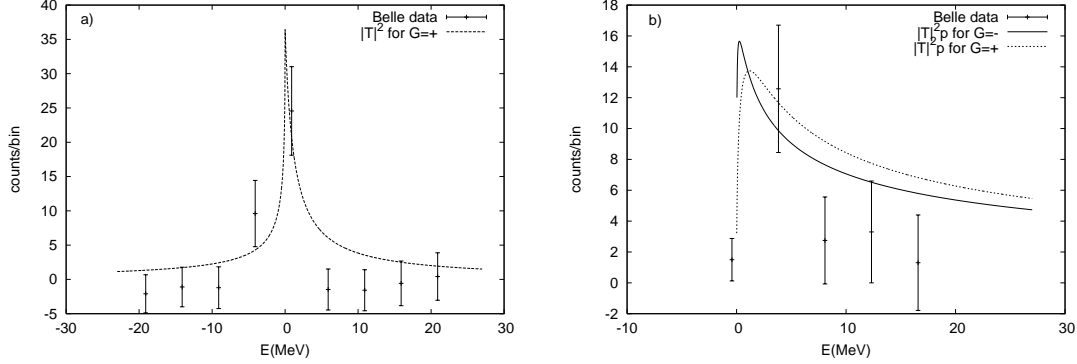 a)
Belle data
|T|² for G=+
counts/bin
40
35
30
25
20
15
10
5
0
-5
-30 -20 -10 0 10 20 30
E(MeV)
b)
Belle data
|T|²p for G=-
|T|²p for G=+
counts/bin
18
16
14
12
10
8
6
4
2
0
-2
-10 0 10 20 30
E(MeV)